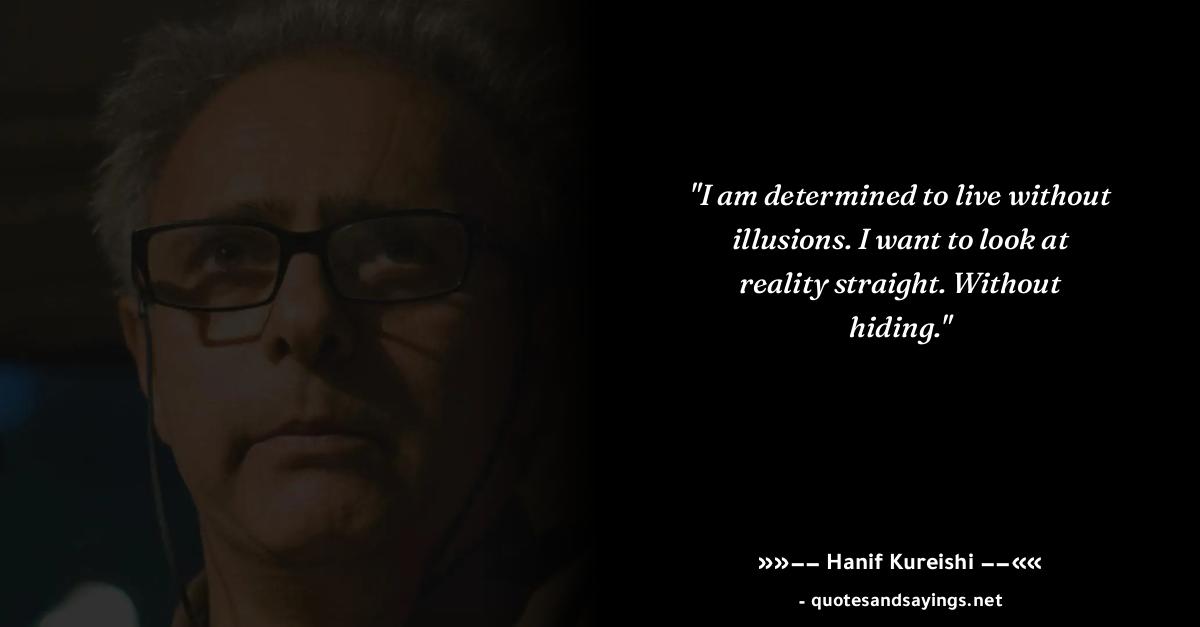 "I am determined to live without
illusions. I want to look at
reality straight. Without
hiding."
»»–– Hanif Kureishi ––««
- quotesandsayings.net